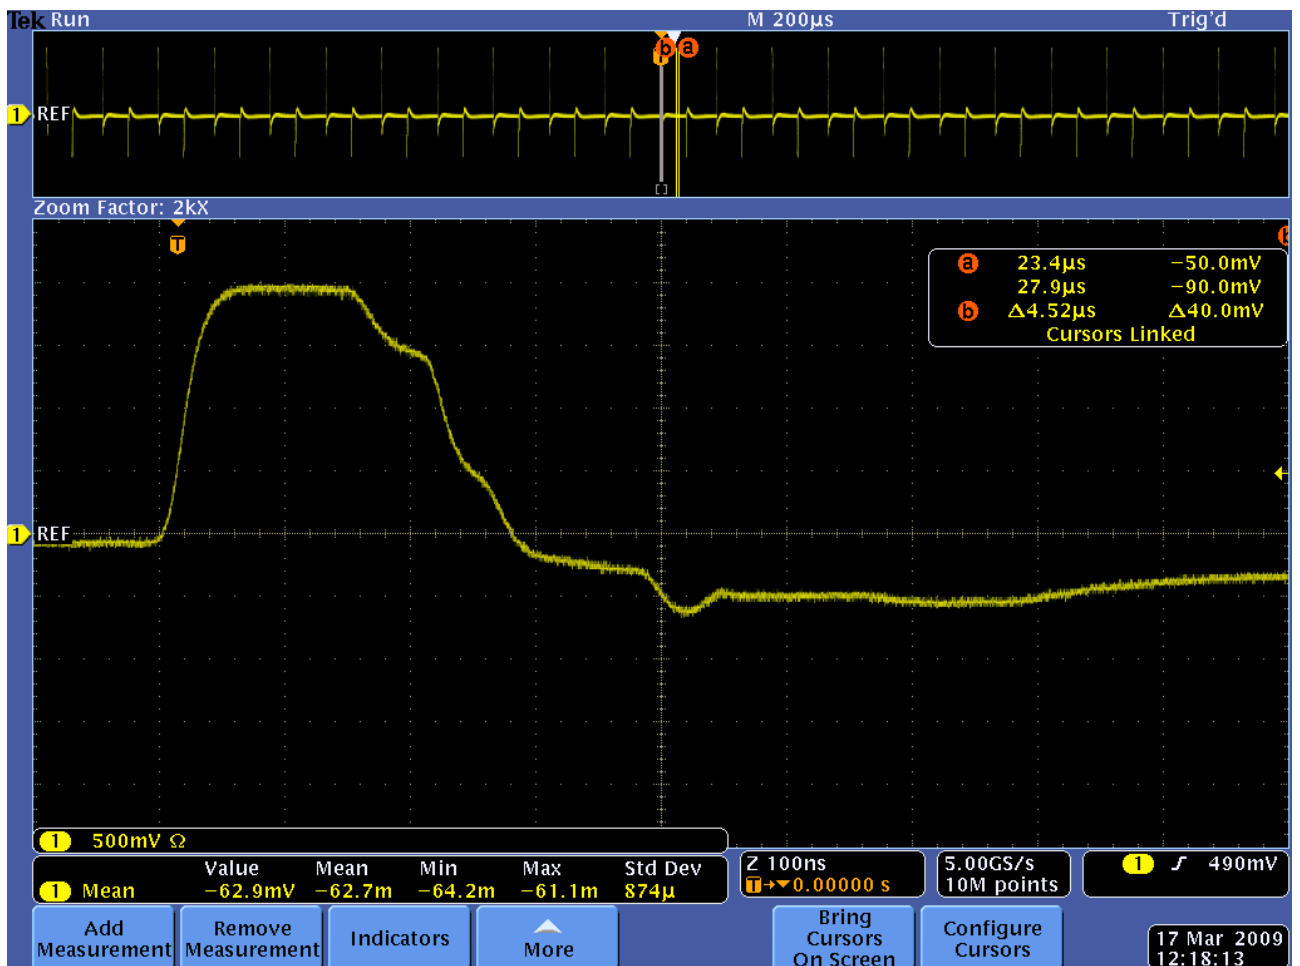 Tek Run M 200µs Trig'd
b a
T
1 REF
[]
Zoom Factor: 2kX
T
b
a 23.4µs −50.0mV
27.9µs −90.0mV
b Δ4.52µs Δ40.0mV
Cursors Linked
1 REF
1 500mV Ω
Value Mean Min Max Std Dev
1 Mean −62.9mV −62.7m −64.2m −61.1m 874µ
Z 100ns
T→▼0.00000 s
5.00GS/s
10M points
1 ʃ 490mV
Add
Measurement
Remove
Measurement
Indicators
More
Bring
Cursors
On Screen
Configure
Cursors
17 Mar 2009
12:18:13